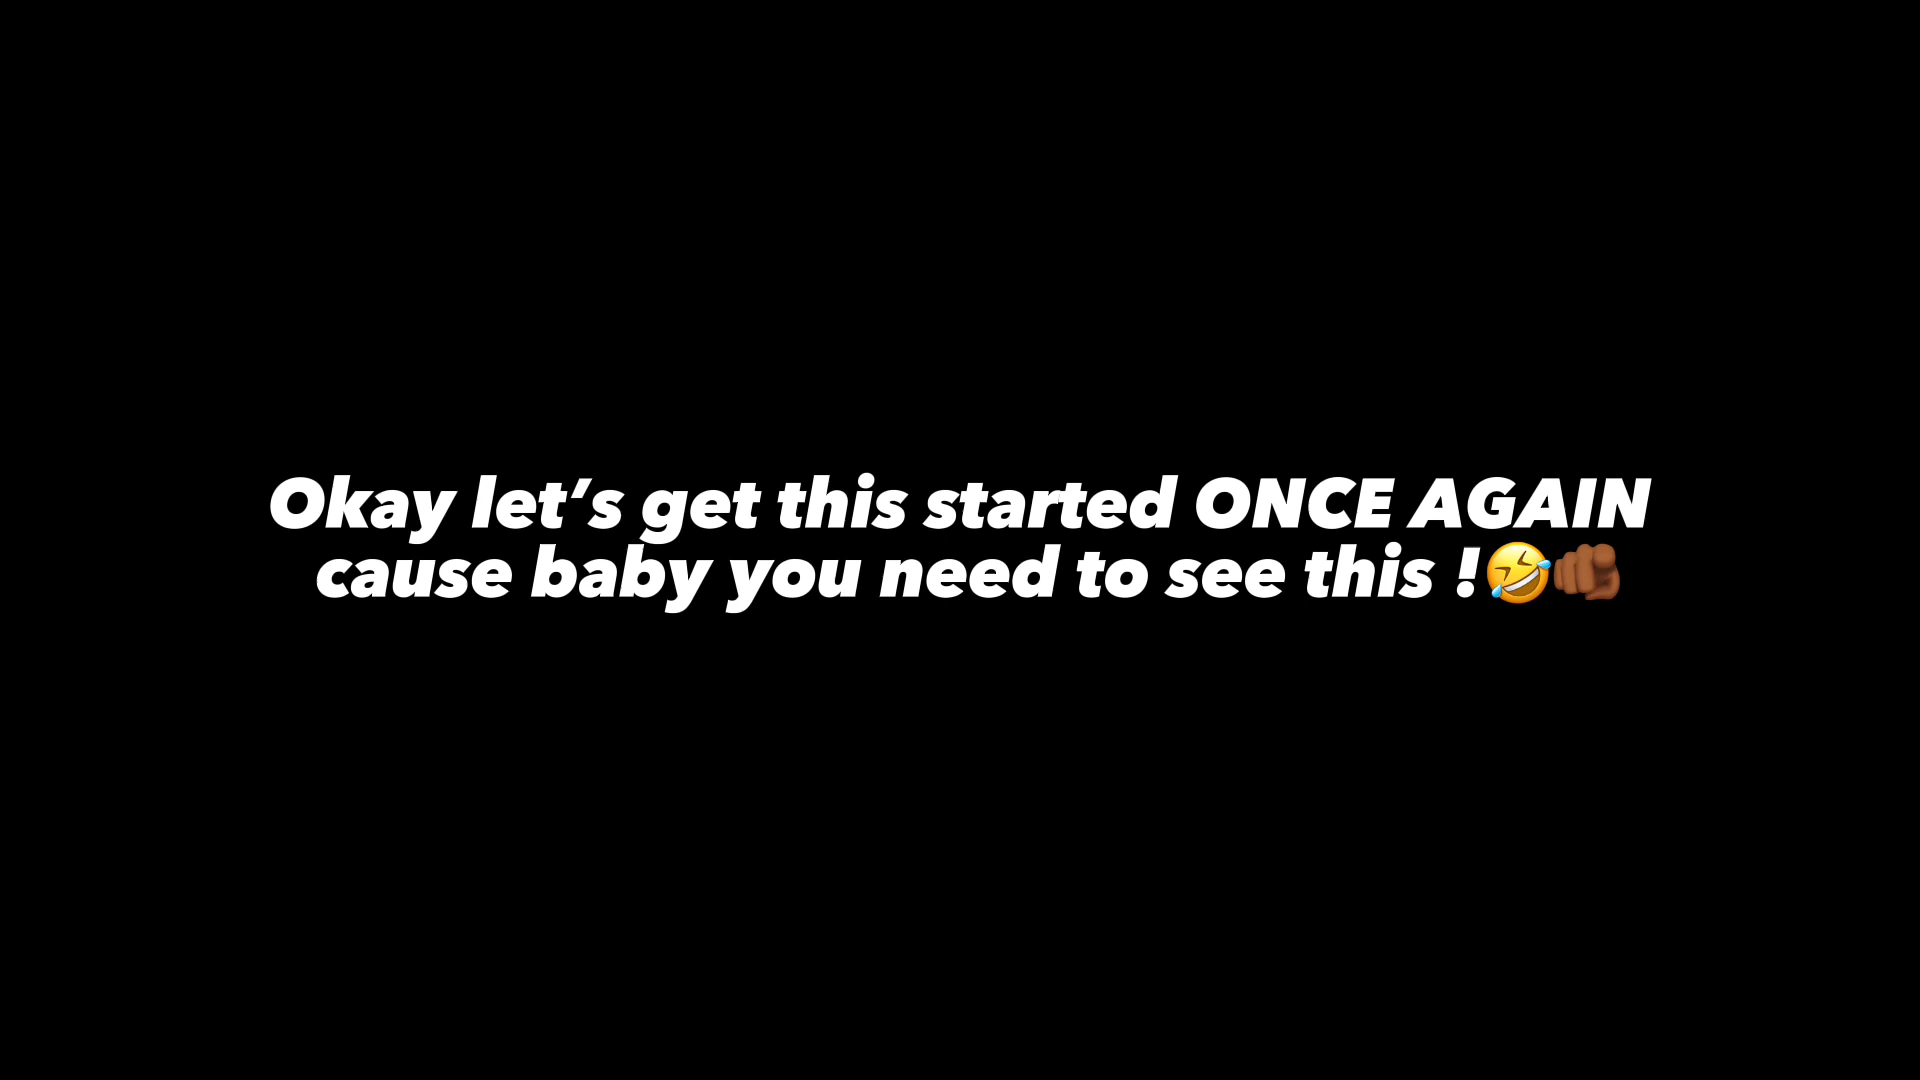 Okay let’s get this started ONCE AGAIN
cause baby you need to see this !🤣🫵🏾